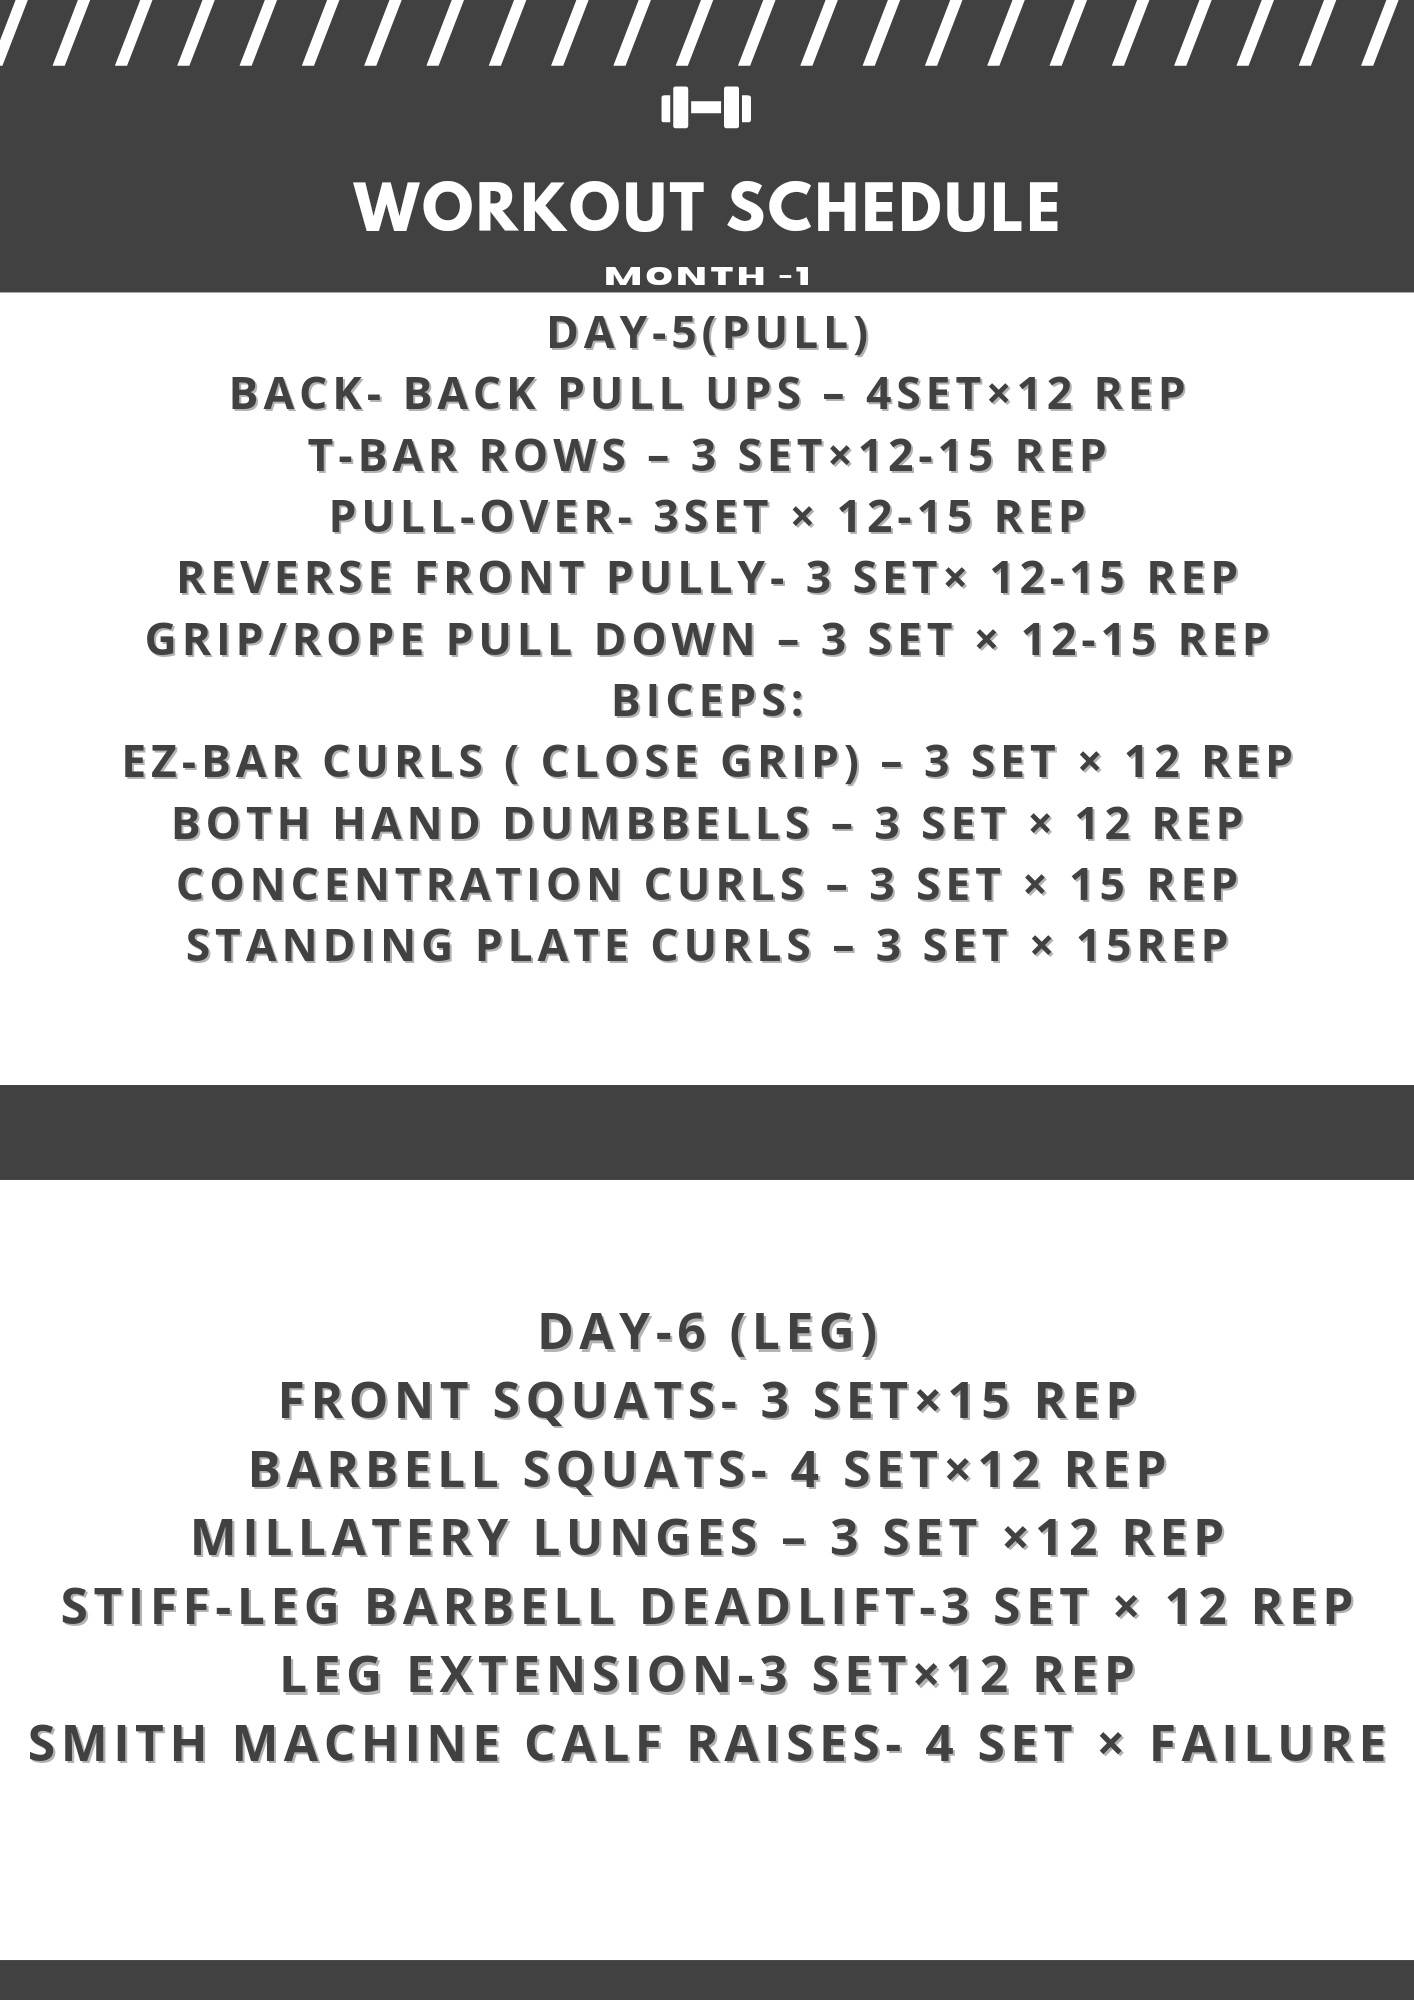 WORKOUT SCHEDULE
MONTH -1
DAY-5(PULL)
BACK- BACK PULL UPS – 4SET×12 REP
T-BAR ROWS – 3 SET×12-15 REP
PULL-OVER- 3SET × 12-15 REP
REVERSE FRONT PULLY- 3 SET× 12-15 REP
GRIP/ROPE PULL DOWN – 3 SET × 12-15 REP
BICEPS:
EZ-BAR CURLS ( CLOSE GRIP) – 3 SET × 12 REP
BOTH HAND DUMBBELLS – 3 SET × 12 REP
CONCENTRATION CURLS – 3 SET × 15 REP
STANDING PLATE CURLS – 3 SET × 15REP
DAY-6 (LEG)
FRONT SQUATS- 3 SET×15 REP
BARBELL SQUATS- 4 SET×12 REP
MILLATERY LUNGES – 3 SET ×12 REP
STIFF-LEG BARBELL DEADLIFT-3 SET × 12 REP
LEG EXTENSION-3 SET×12 REP
SMITH MACHINE CALF RAISES- 4 SET × FAILURE